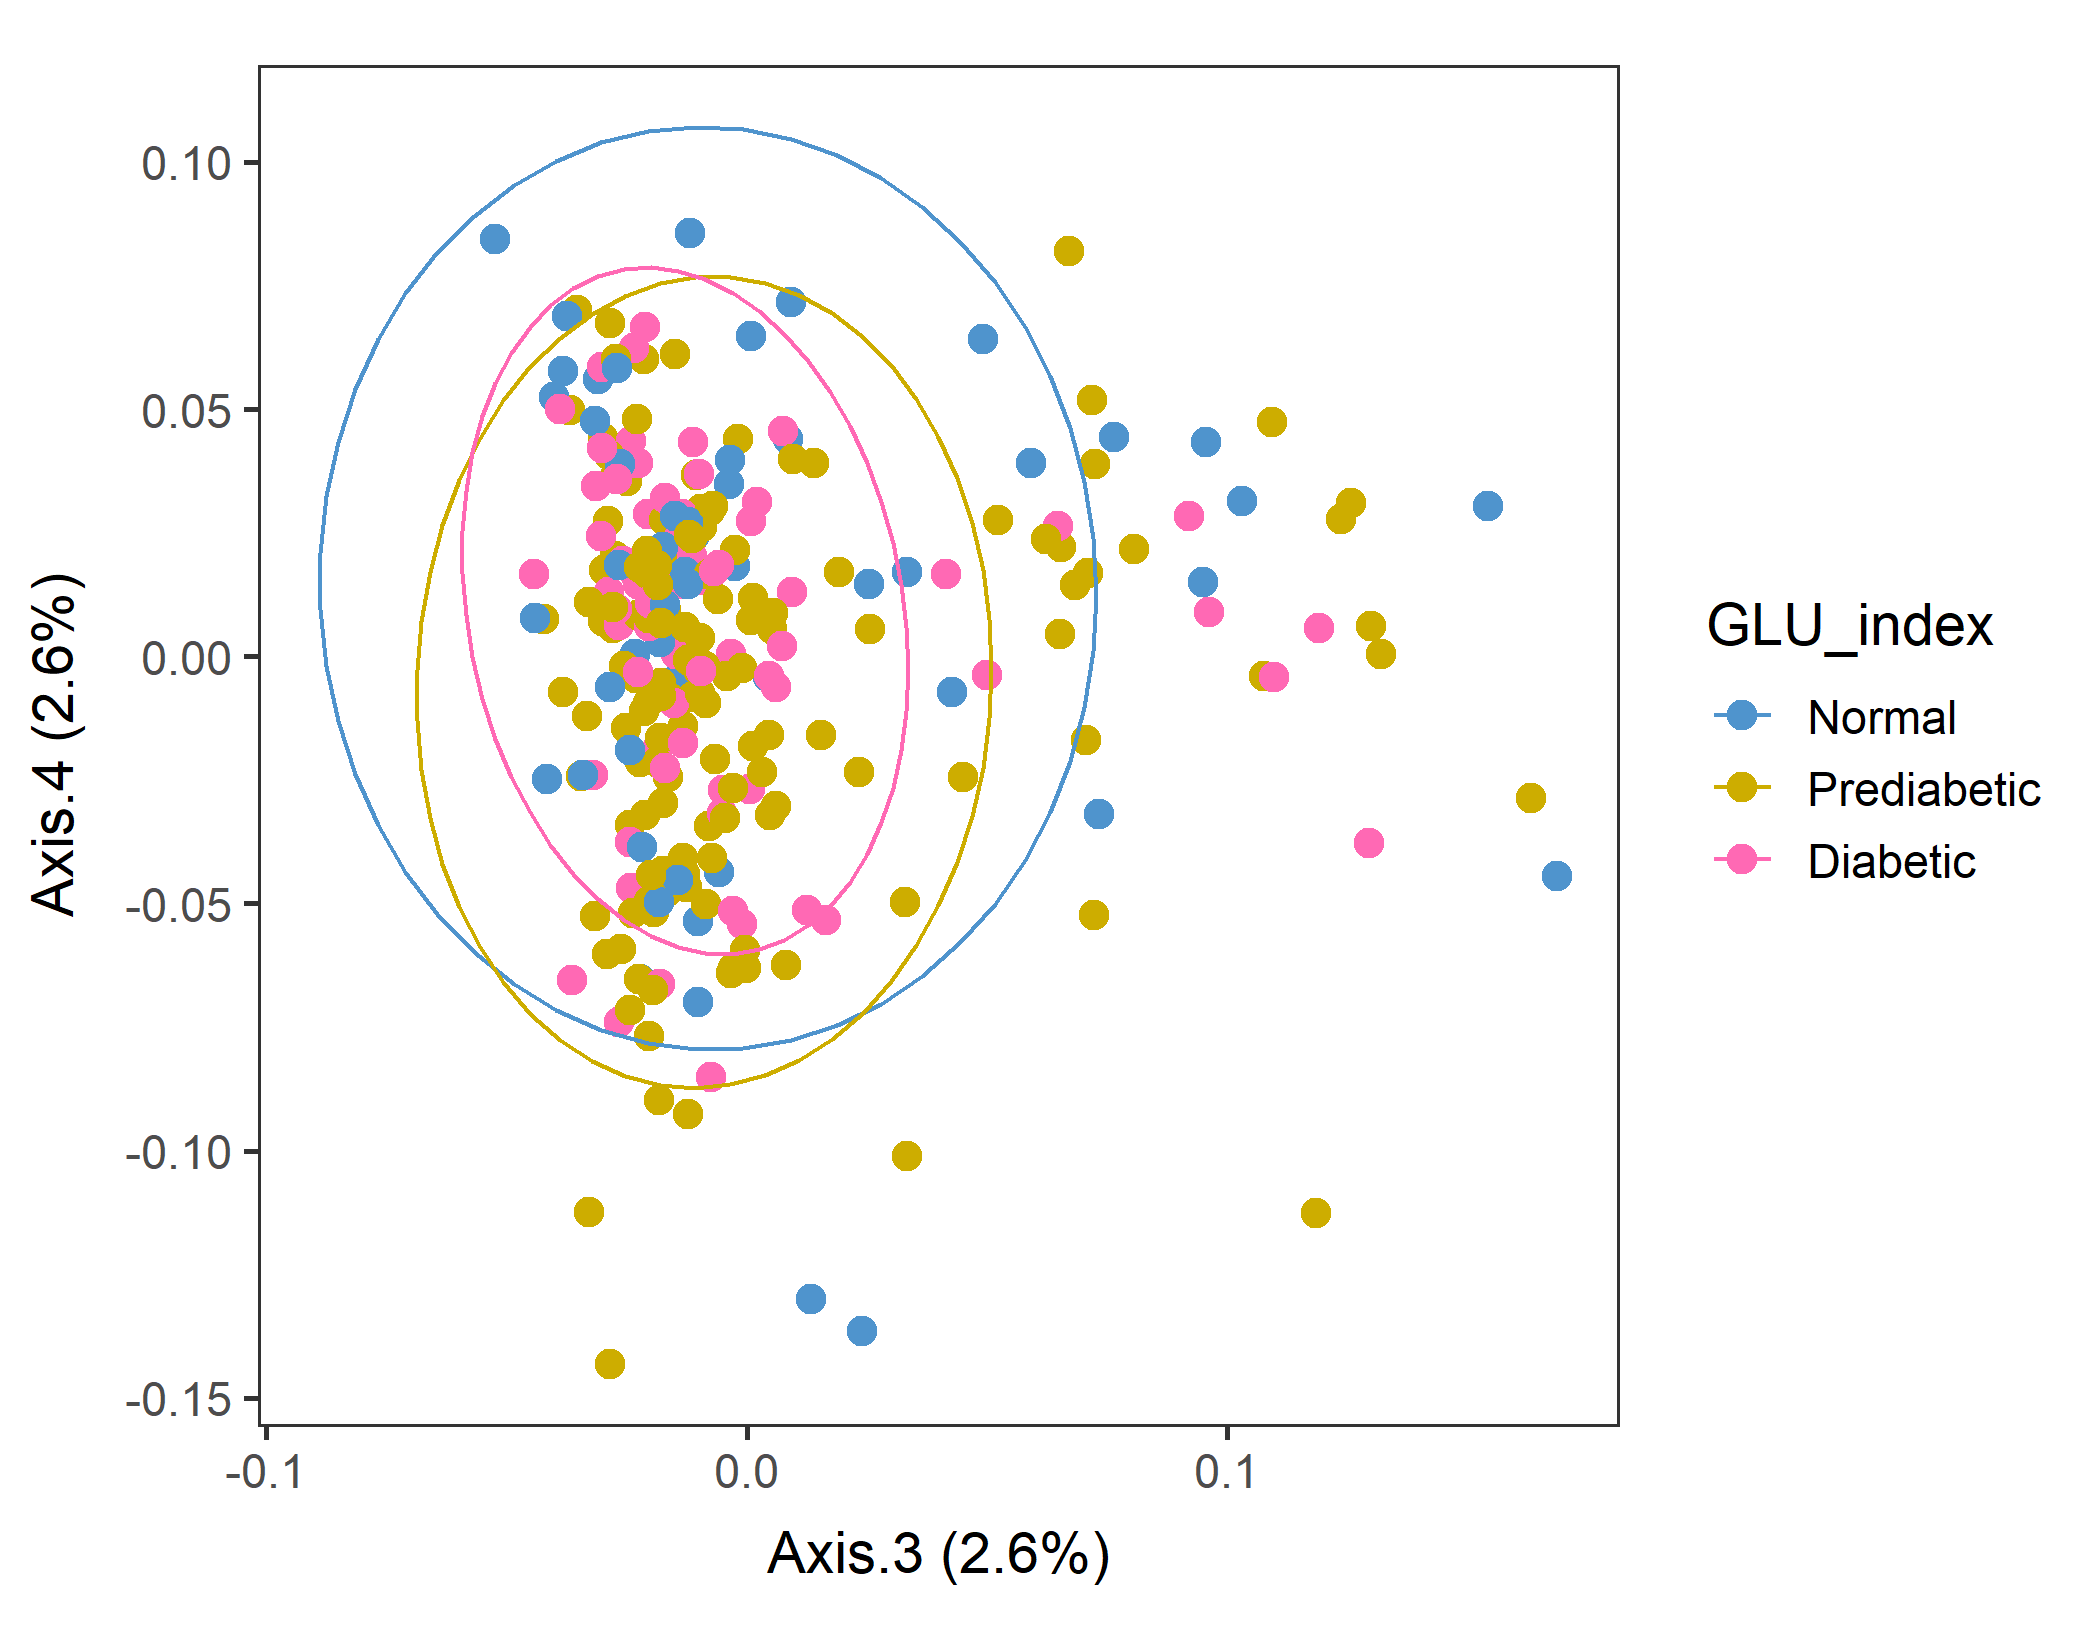 0.10
0.05
0.00
-0.05
-0.10
-0.15
Axis.4 (2.6%)
-0.1
0.0
0.1
Axis.3 (2.6%)
GLU_index
Normal
Prediabetic
Diabetic